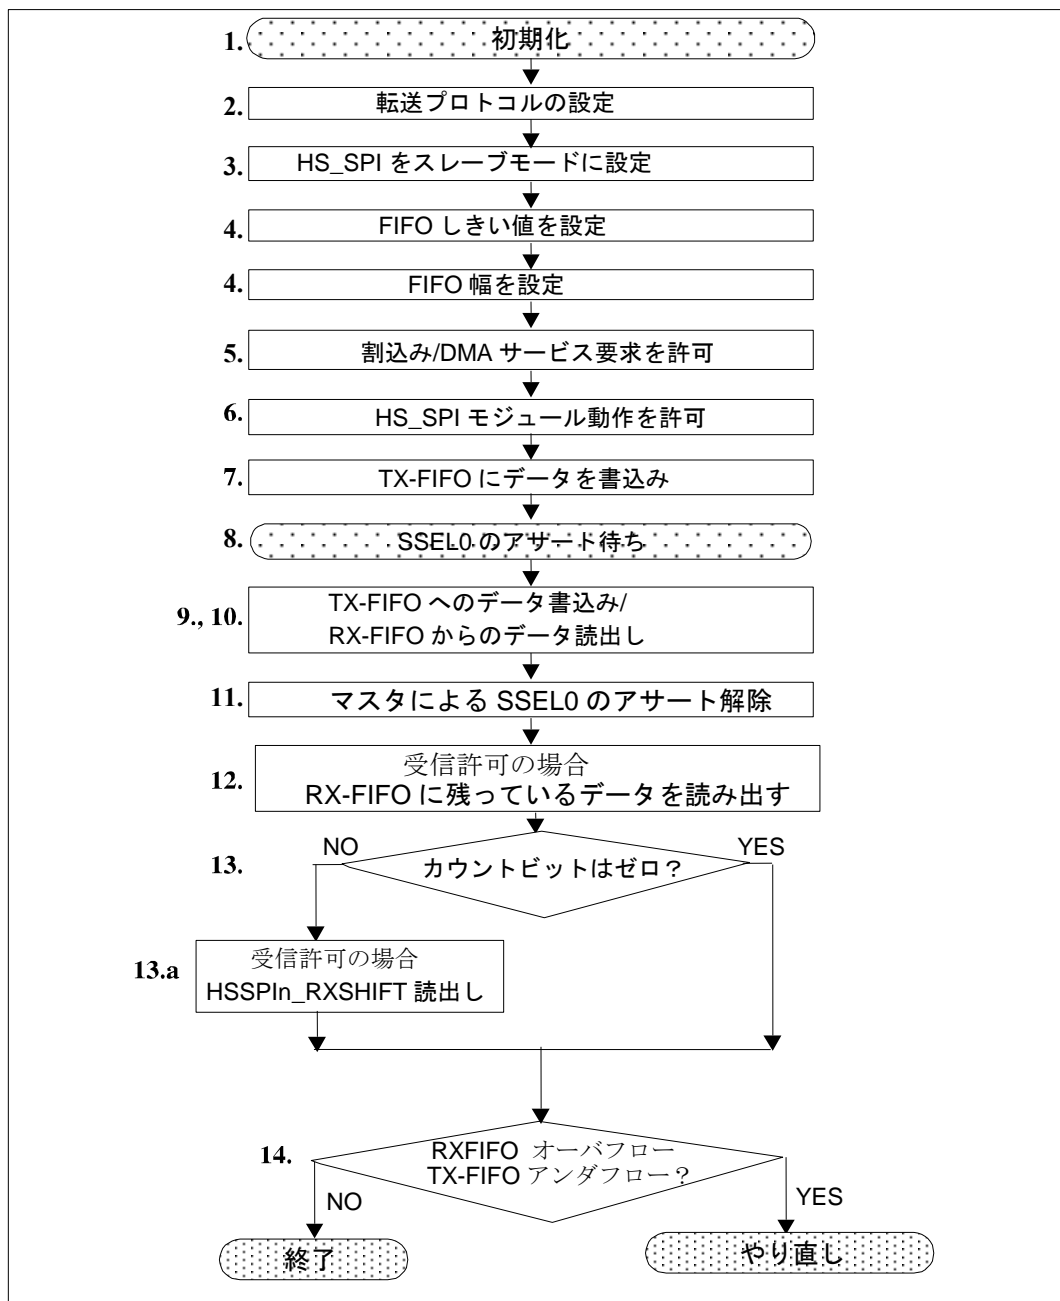 1. 初期化
2. 転送プロトコルの設定
3. HS_SPI をスレーブモードに設定
4. FIFO しきい値を設定
4. FIFO 幅を設定
5. 割込み/DMA サービス要求を許可
6. HS_SPI モジュール動作を許可
7. TX-FIFO にデータを書込み
8. SSEL0 のアサート待ち
9., 10. TX-FIFO へのデータ書込み/
RX-FIFO からのデータ読出し
11. マスタによる SSEL0 のアサート解除
12. 受信許可の場合
RX-FIFO に残っているデータを読み出す
NO YES
13. カウントビットはゼロ？
13.a 受信許可の場合
HSSPIn_RXSHIFT 読出し
14. RXFIFO オーバフロー
TX-FIFO アンダフロー？
NO YES
終了 やり直し